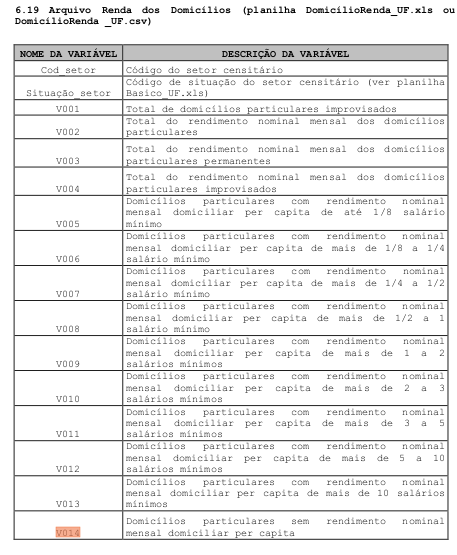 6.19 Arquivo Renda dos Domicílios (planilha DomicílioRenda_UF.xls ou
DomicílioRenda _UF.csv)
NOME DA VARIÁVEL DESCRIÇÃO DA VARIÁVEL
Cod_setor Código do setor censitário
Código de situação do setor censitário (ver planilha
Situação_setor Basico_UF.xls)
V001 Total de domicílios particulares improvisados
Total do rendimento nominal mensal dos domicílios
V002 particulares
Total do rendimento nominal mensal dos domicílios
V003 particulares permanentes
Total do rendimento nominal mensal dos domicílios
V004 particulares improvisados
Domicílios particulares com rendimento nominal
mensal domiciliar per capita de até 1/8 salário
V005 mínimo
Domicílios particulares com rendimento nominal
mensal domiciliar per capita de mais de 1/8 a 1/4
V006 salário mínimo
Domicílios particulares com rendimento nominal
mensal domiciliar per capita de mais de 1/4 a 1/2
V007 salário mínimo
Domicílios particulares com rendimento nominal
mensal domiciliar per capita de mais de 1/2 a 1
V008 salário mínimo
Domicílios particulares com rendimento nominal
mensal domiciliar per capita de mais de 1 a 2
V009 salários mínimos
Domicílios particulares com rendimento nominal
mensal domiciliar per capita de mais de 2 a 3
V010 salários mínimos
Domicílios particulares com rendimento nominal
mensal domiciliar per capita de mais de 3 a 5
V011 salários mínimos
Domicílios particulares com rendimento nominal
mensal domiciliar per capita de mais de 5 a 10
V012 salários mínimos
Domicílios particulares com rendimento nominal
mensal domiciliar per capita de mais de 10 salários
V013 mínimos
Domicílios particulares sem rendimento nominal
V014 mensal domiciliar per capita